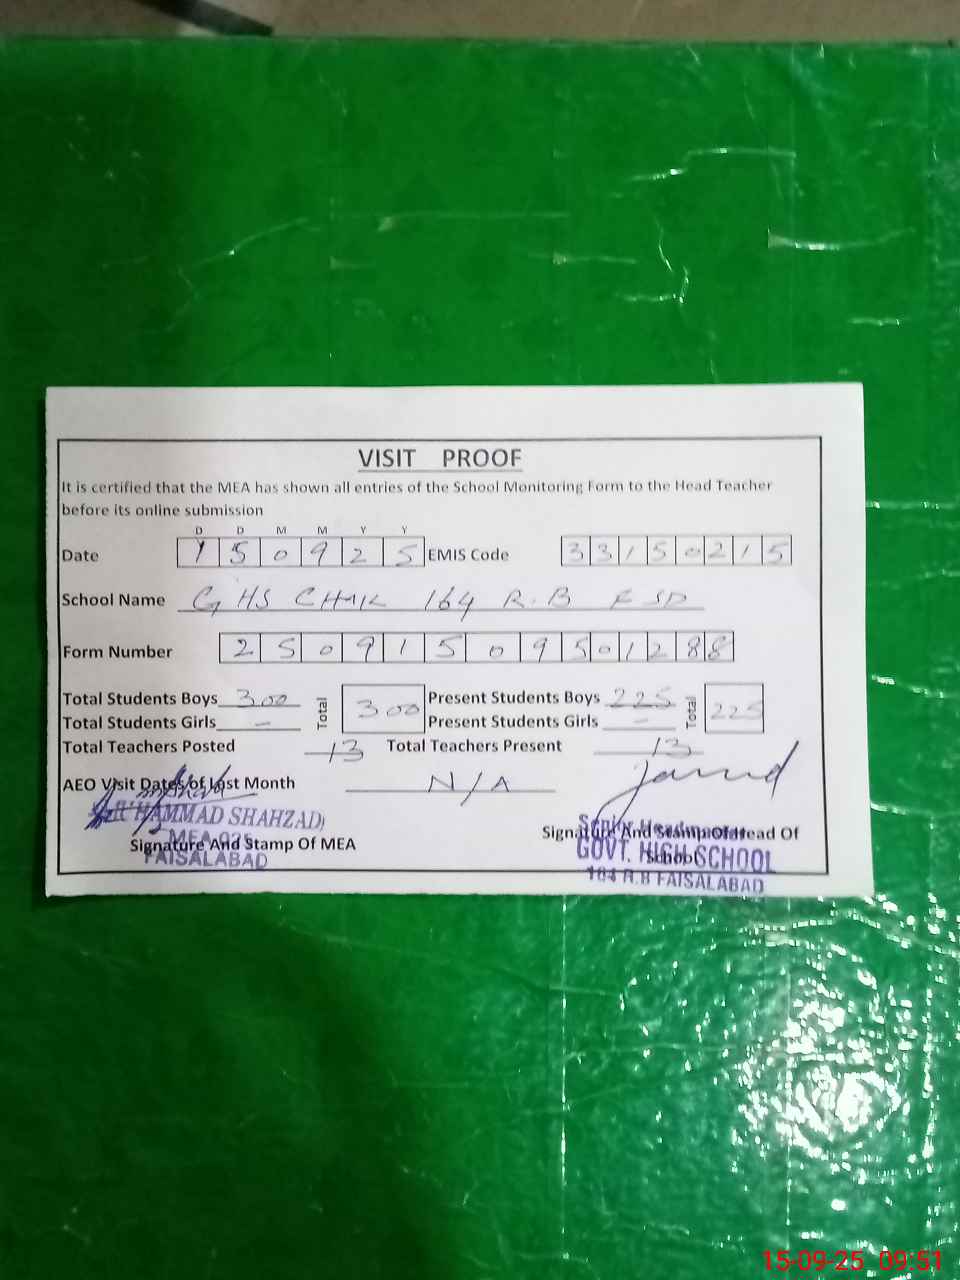 VISIT PROOF
It is certified that the MEA has shown all entries of the School Monitoring Form to the Head Teacher
before its online submission
D D M M Y Y
Date 1 5 0 9 2 5 EMIS Code 3 3 1 5 0 2 1 5
School Name G HS CHAK 164 R.B FSD
Form Number 2 5 0 9 1 5 0 9 5 0 1 2 8 8
Total Students Boys 300 Total 300 Present Students Boys 225 Total 225
Total Students Girls - Present Students Girls -
Total Teachers Posted 13 Total Teachers Present 13
AEO Visit Dates of Last Month N/A
HAMMAD SHAHZAD
MEA
FAISALABAD
Signature And Stamp Of MEA
Signature And Stamp Of Head Of
School
Senior Headmaster
GOVT. HIGH SCHOOL
164 R.B FAISALABAD
15-09-25 09:51